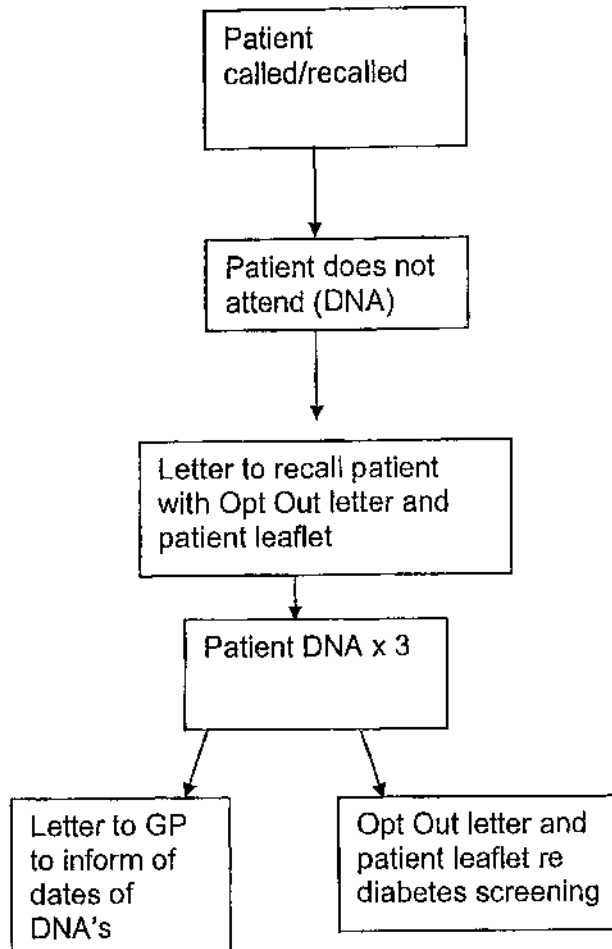 Patient
called/recalled
Patient does not
attend (DNA)
Letter to recall patient
with Opt Out letter and
patient leaflet
Patient DNA x 3
Letter to GP
to inform of
dates of
DNA's
Opt Out letter and
patient leaflet re
diabetes screening